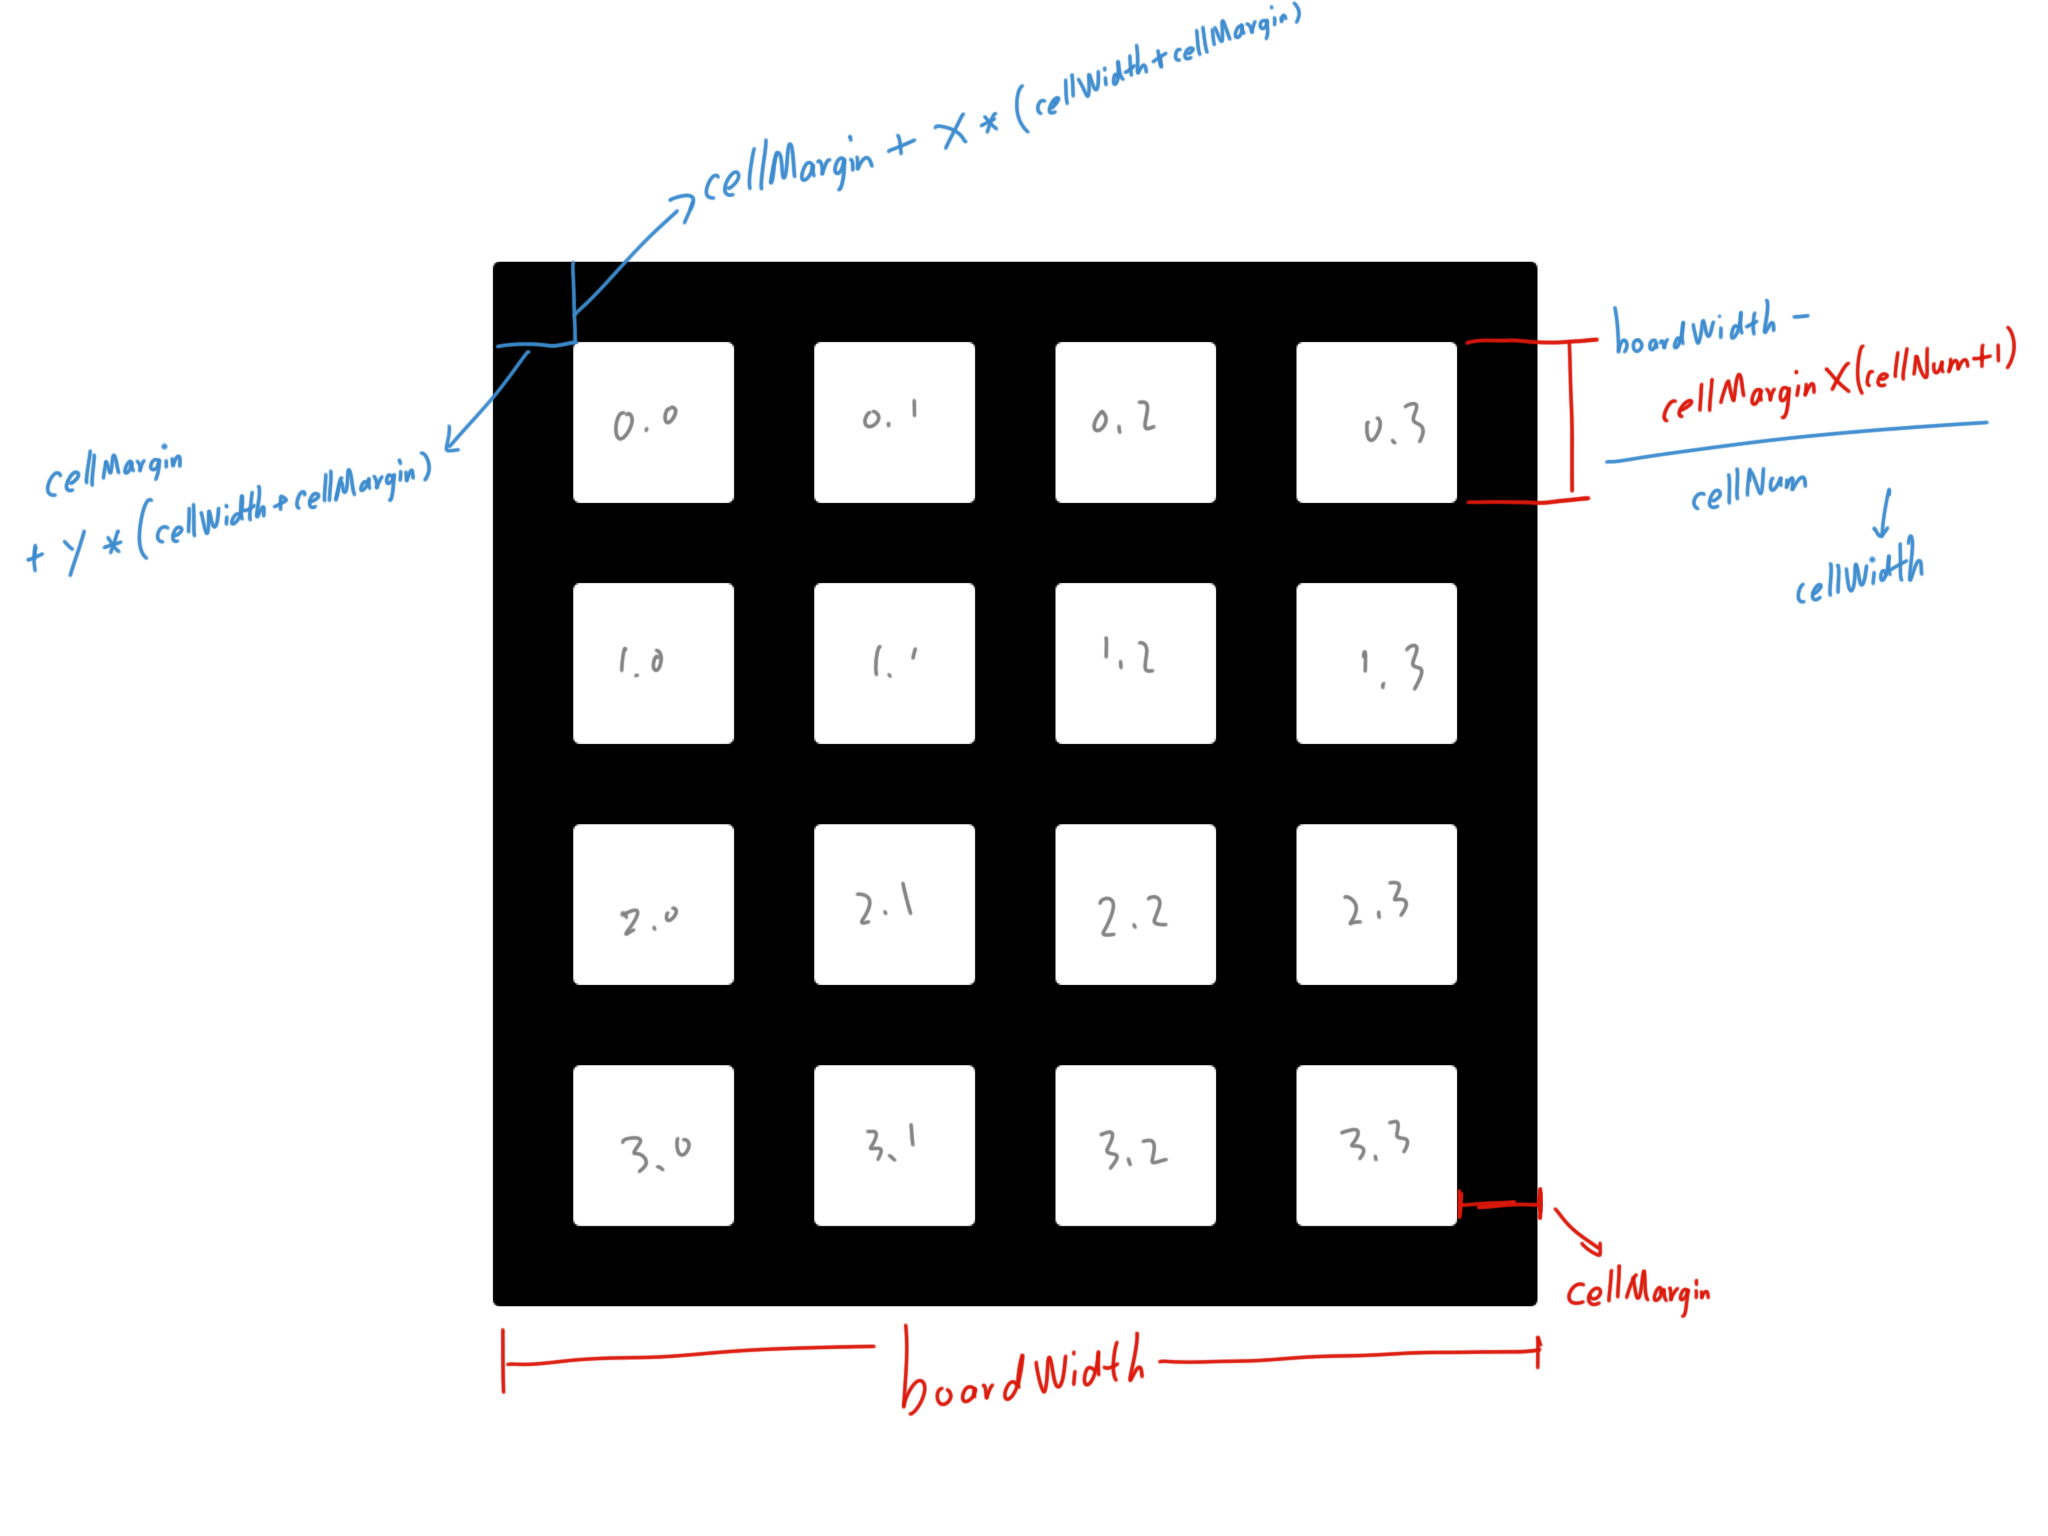 cellMargin + X * (cellWidth+cellMargin)
boardWidth -
cellMargin X(cellNum+1)
cellNum
cellWidth
cellMargin
+ Y * (cellWidth+cellMargin)
0.0 0.1 0.2 0.3
1.0 1.1 1.2 1.3
2.0 2.1 2.2 2.3
3.0 3.1 3.2 3.3
cellMargin
boardWidth